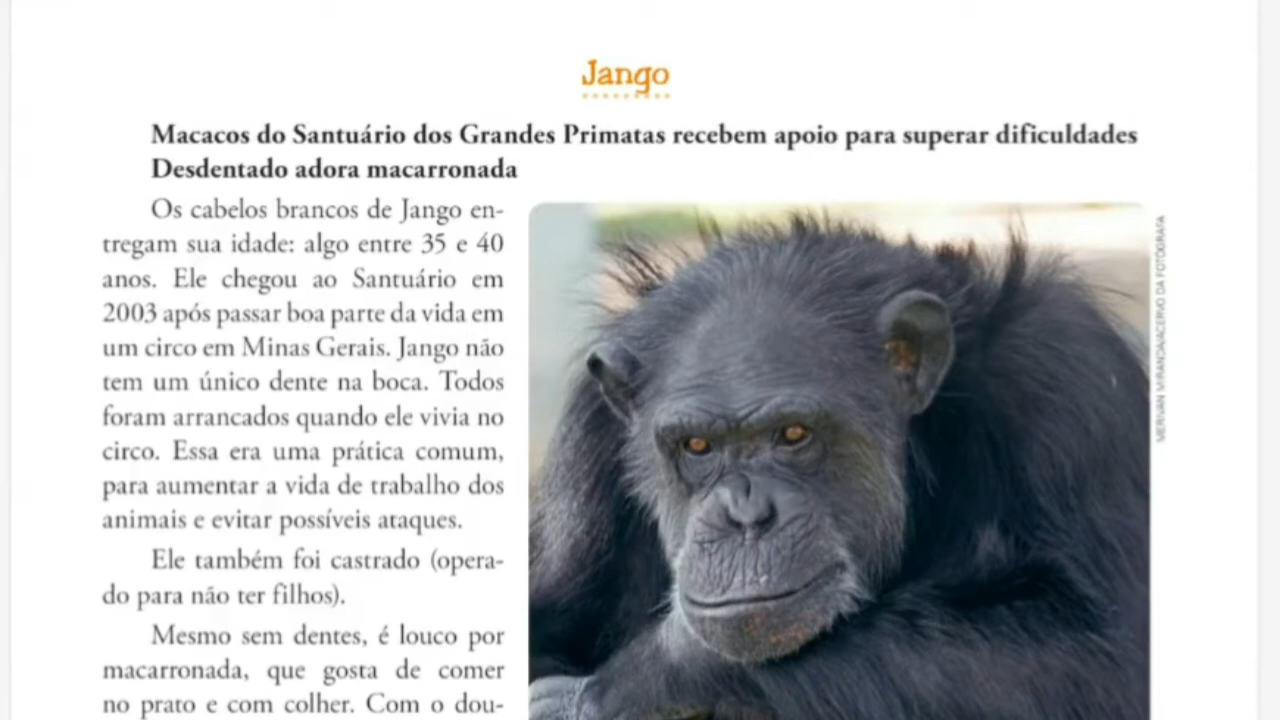 Jango
Macacos do Santuário dos Grandes Primatas recebem apoio para superar dificuldades
Desdentado adora macarronada
Os cabelos brancos de Jango en-
tregam sua idade: algo entre 35 e 40
anos. Ele chegou ao Santuário em
2003 após passar boa parte da vida em
um circo em Minas Gerais. Jango não
tem um único dente na boca. Todos
foram arrancados quando ele vivia no
circo. Essa era uma prática comum,
para aumentar a vida de trabalho dos
animais e evitar possíveis ataques.
Ele também foi castrado (opera-
do para não ter filhos).
Mesmo sem dentes, é louco por
macarronada, que gosta de comer
no prato e com colher. Com o dou-
MERIVAN MIRANDA/ACERVO DA FOTÓGRAFA